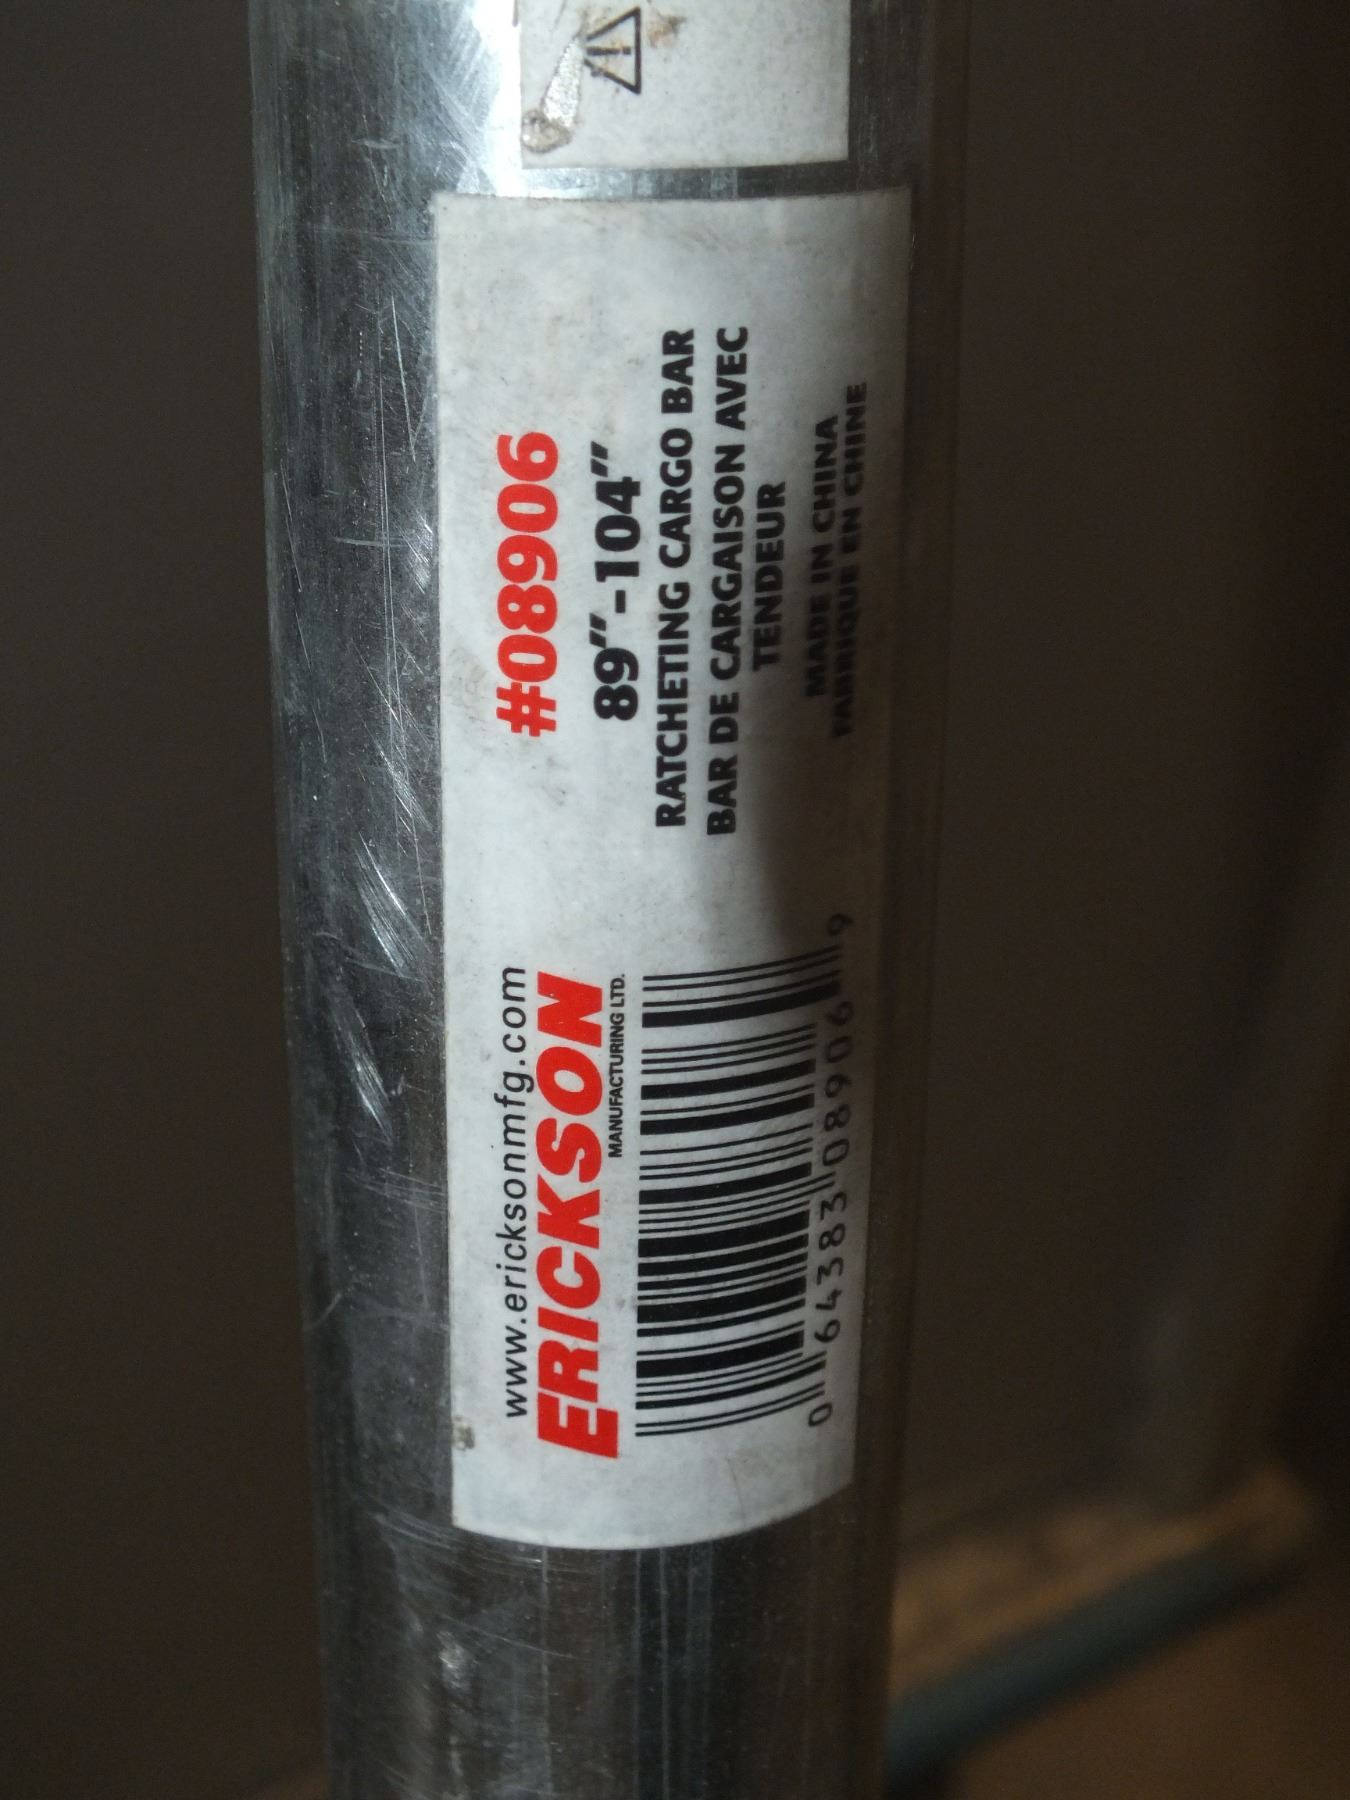 www.ericksonmfg.com
ERICKSON
MANUFACTURING LTD.
0 64383 08906 9
#08906
89"-104"
RATCHETING CARGO BAR
BAR DE CARGAISON AVEC
TENDEUR
MADE IN CHINA
FABRIQUE EN CHINE